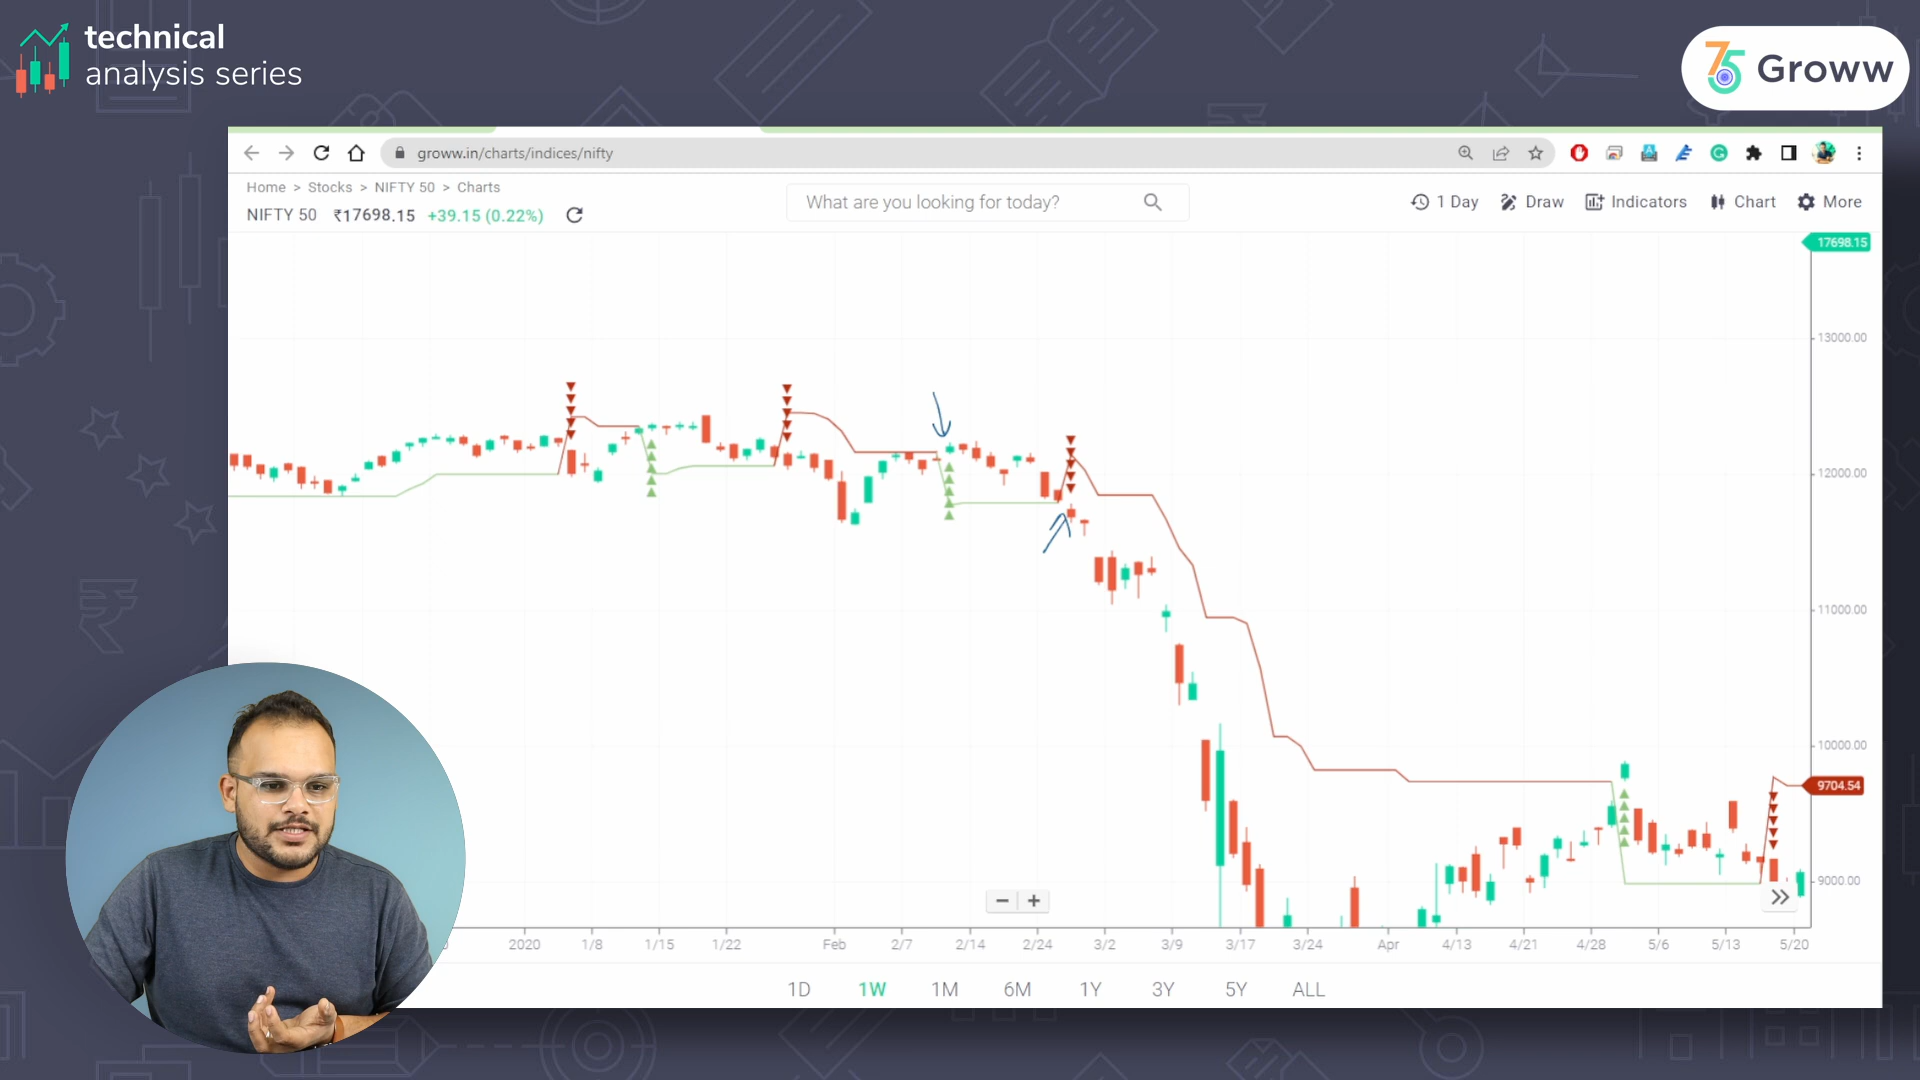 technical
analysis series
75 Groww
groww.in/charts/indices/nifty
Home > Stocks > NIFTY 50 > Charts
NIFTY 50 ₹17698.15 +39.15 (0.22%)
What are you looking for today?
1 Day Draw Indicators Chart More
17698.15
13000.00
12000.00
11000.00
10000.00
9704.54
9000.00
− +
2020 1/8 1/15 1/22 Feb 2/7 2/14 2/24 3/2 3/9 3/17 3/24 Apr 4/13 4/21 4/28 5/6 5/13 5/20
1D 1W 1M 6M 1Y 3Y 5Y ALL